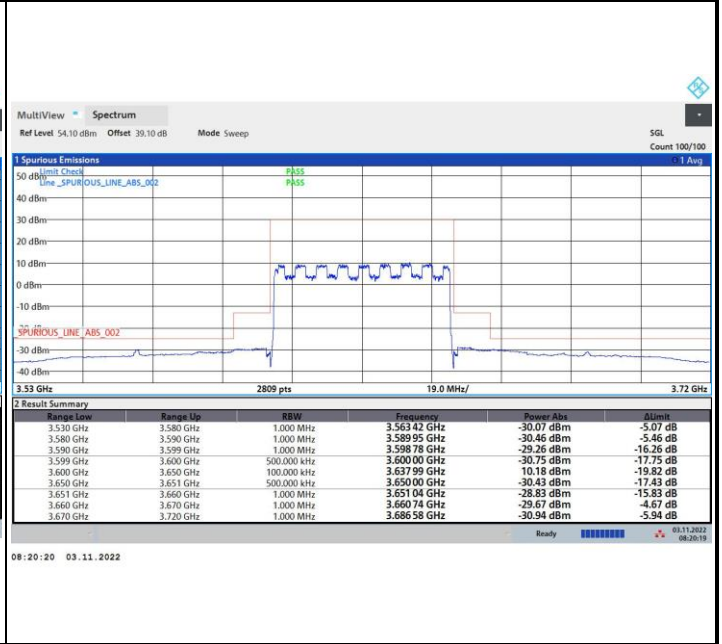 MultiView Spectrum
Ref Level 54.10 dBm Offset 39.10 dB Mode Sweep SGL
Count 100/100
1 Spurious Emissions 1 Avg
50 dBm Limit Check PASS
Line _SPURIOUS_LINE_ABS_002 PASS
40 dBm
30 dBm
20 dBm
10 dBm
0 dBm
-10 dBm
_SPURIOUS_LINE_ABS_002
-30 dBm
-40 dBm
3.53 GHz 2809 pts 19.0 MHz/ 3.72 GHz
2 Result Summary
Range Low Range Up RBW Frequency Power Abs ΔLimit
3.530 GHz 3.580 GHz 1.000 MHz 3.563 42 GHz -30.07 dBm -5.07 dB
3.580 GHz 3.590 GHz 1.000 MHz 3.589 95 GHz -30.46 dBm -5.46 dB
3.590 GHz 3.599 GHz 1.000 MHz 3.598 78 GHz -29.26 dBm -16.26 dB
3.599 GHz 3.600 GHz 500.000 kHz 3.600 00 GHz -30.75 dBm -17.75 dB
3.600 GHz 3.650 GHz 100.000 kHz 3.637 99 GHz 10.18 dBm -19.82 dB
3.650 GHz 3.651 GHz 500.000 kHz 3.650 00 GHz -30.43 dBm -17.43 dB
3.651 GHz 3.660 GHz 1.000 MHz 3.651 04 GHz -28.83 dBm -15.83 dB
3.660 GHz 3.670 GHz 1.000 MHz 3.660 74 GHz -29.67 dBm -4.67 dB
3.670 GHz 3.720 GHz 1.000 MHz 3.686 58 GHz -30.94 dBm -5.94 dB
Ready 03.11.2022
08:20:19
08:20:20 03.11.2022